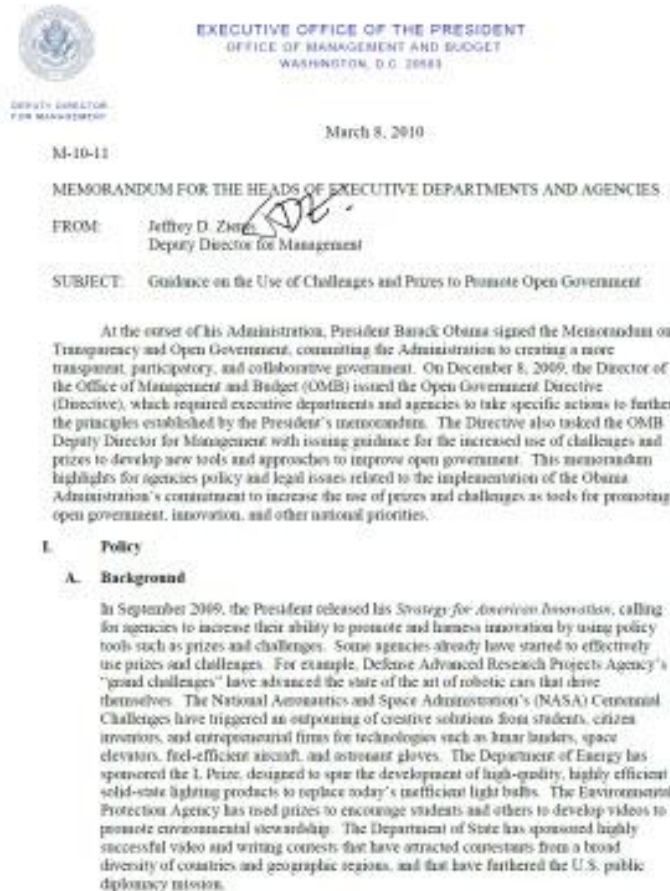 EXECUTIVE OFFICE OF THE PRESIDENT
OFFICE OF MANAGEMENT AND BUDGET
WASHINGTON, D.C. 20503
DEPUTY DIRECTOR
FOR MANAGEMENT
March 8, 2010
M-10-11
MEMORANDUM FOR THE HEADS OF EXECUTIVE DEPARTMENTS AND AGENCIES
FROM: Jeffrey D. Zients
Deputy Director for Management
SUBJECT: Guidance on the Use of Challenges and Prizes to Promote Open Government
At the outset of his Administration, President Barack Obama signed the Memorandum on
Transparency and Open Government, committing the Administration to creating a more
transparent, participatory, and collaborative government. On December 8, 2009, the Director of
the Office of Management and Budget (OMB) issued the Open Government Directive
(Directive), which required executive departments and agencies to take specific actions to further
the principles established by the President's memorandum. The Directive also tasked the OMB
Deputy Director for Management with issuing guidance for the increased use of challenges and
prizes to develop new tools and approaches to improve open government. This memorandum
highlights for agencies policy and legal issues related to the implementation of the Obama
Administration's commitment to increase the use of prizes and challenges as tools for promoting
open government, innovation, and other national priorities.
I. Policy
A. Background
In September 2009, the President released his Strategy for American Innovation, calling
for agencies to increase their ability to promote and harness innovation by using policy
tools such as prizes and challenges. Some agencies already have started to effectively
use prizes and challenges. For example, Defense Advanced Research Projects Agency's
"grand challenges" have advanced the state of the art of robotic cars that drive
themselves. The National Aeronautics and Space Administration's (NASA) Centennial
Challenges have triggered an outpouring of creative solutions from students, citizen
inventors, and entrepreneurial firms for technologies such as lunar landers, space
elevators, fuel-efficient aircraft, and astronaut gloves. The Department of Energy has
sponsored the L Prize, designed to spur the development of high-quality, highly efficient
solid-state lighting products to replace today's inefficient light bulbs. The Environmental
Protection Agency has used prizes to encourage students and others to develop videos to
promote environmental stewardship. The Department of State has sponsored highly
successful video and writing contests that have attracted contestants from a broad
diversity of countries and geographic regions, and that have furthered the U.S. public
diplomacy mission.